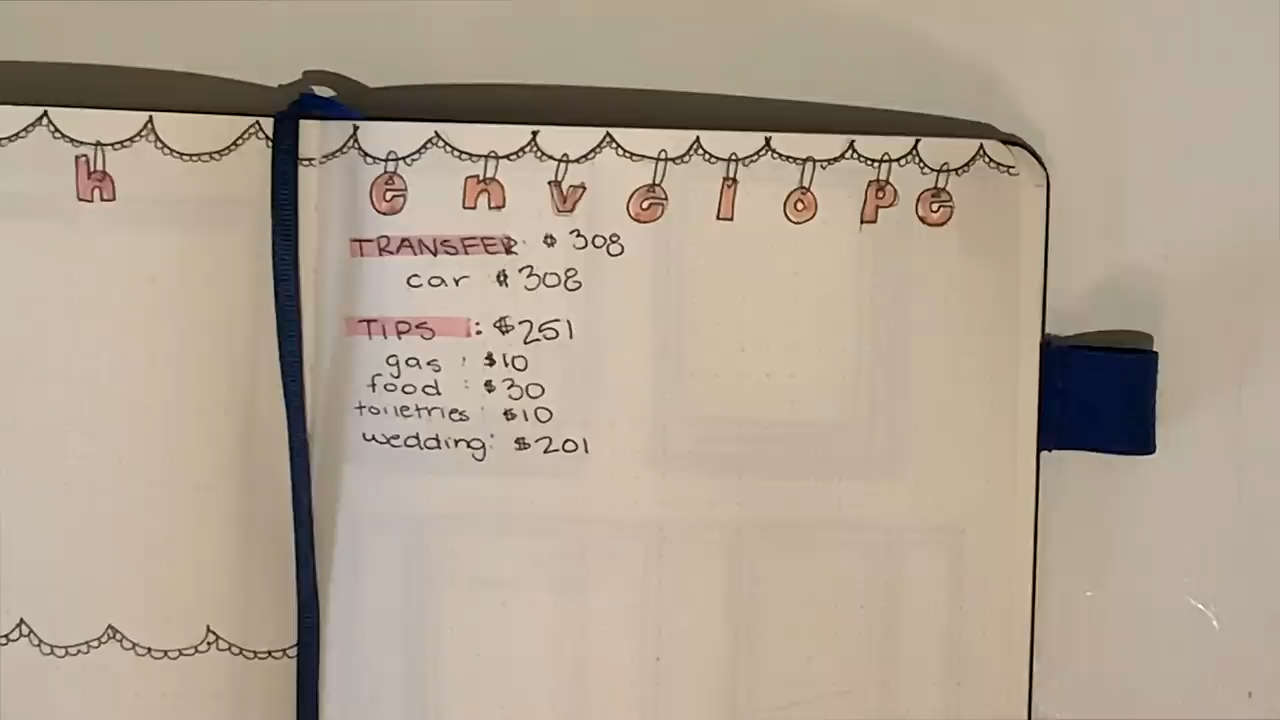 h
envelope
TRANSFER: $308
car $308
TIPS : $251
gas : $10
food : $30
toiletries : $10
wedding: $201